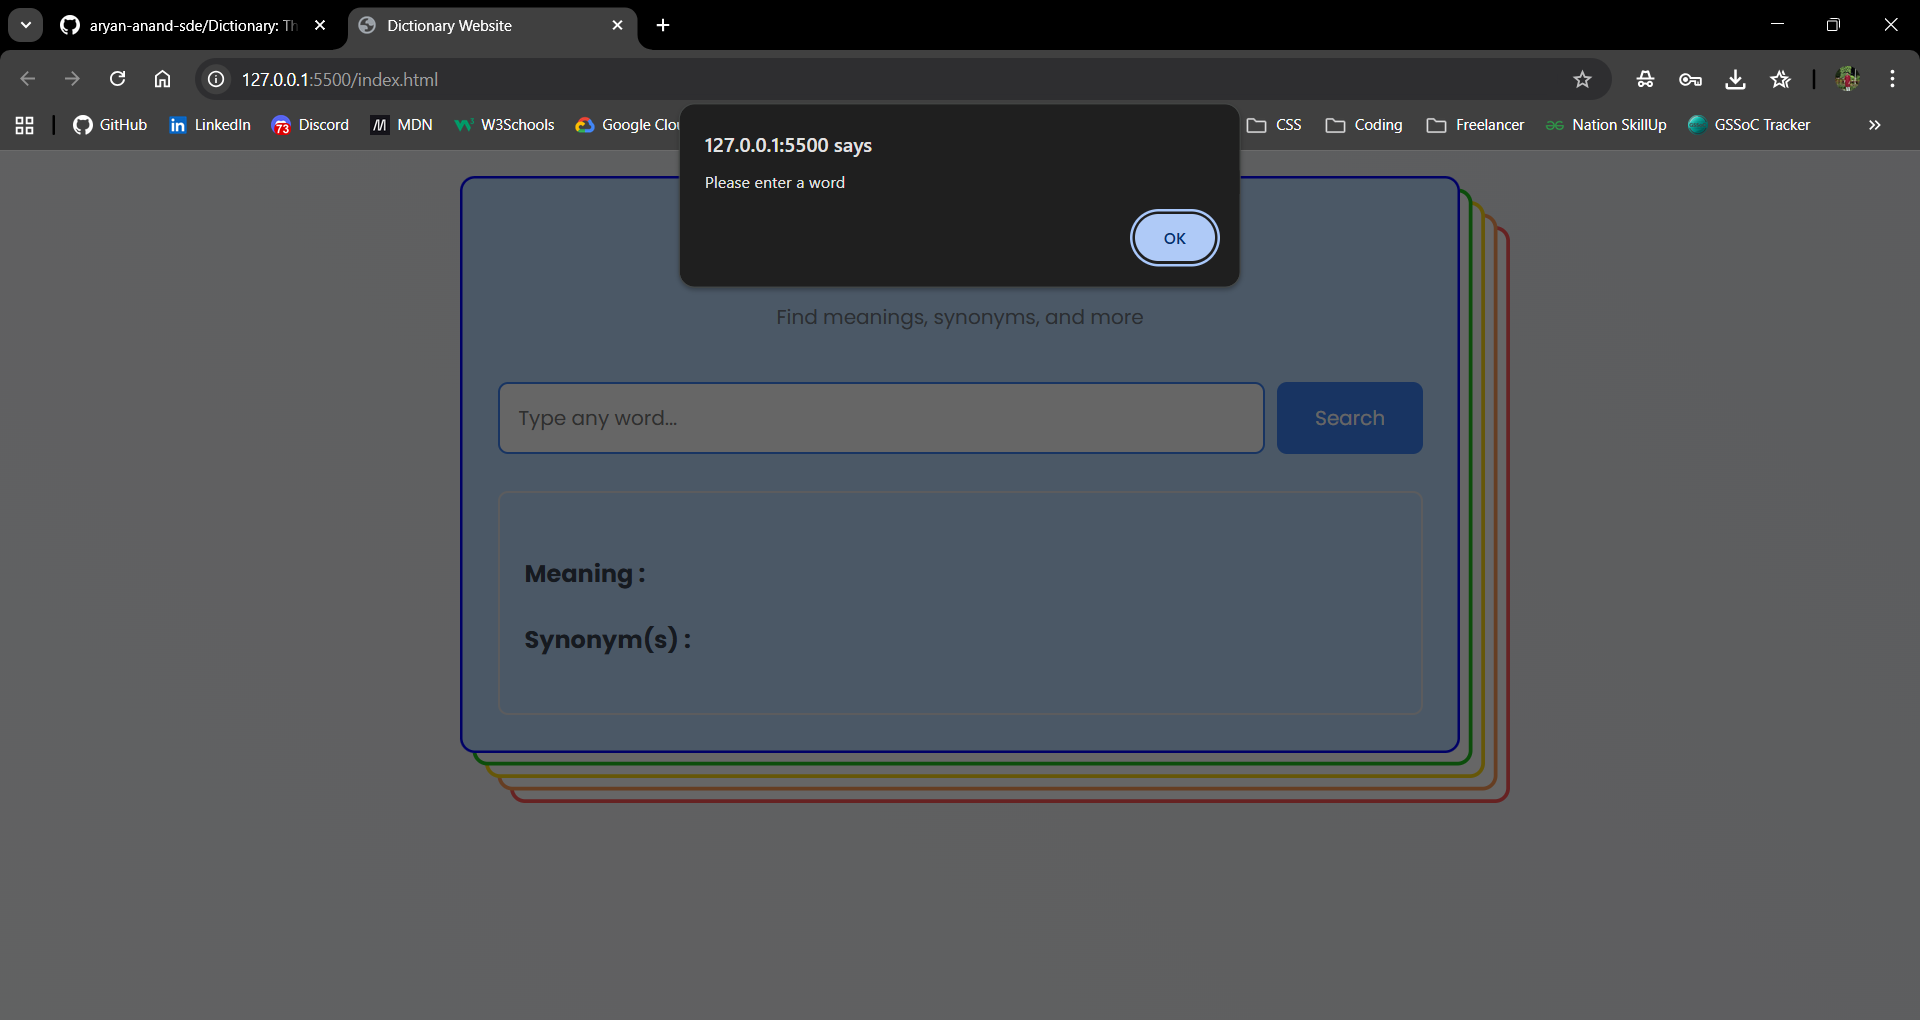 aryan-anand-sde/Dictionary: Th
Dictionary Website
127.0.0.1:5500/index.html
GitHub
LinkedIn
73
Discord
MDN
W3Schools
Google Clou
CSS
Coding
Freelancer
Nation SkillUp
GSSoC Tracker
127.0.0.1:5500 says
Please enter a word
OK
Find meanings, synonyms, and more
Type any word...
Search
Meaning :
Synonym(s) :